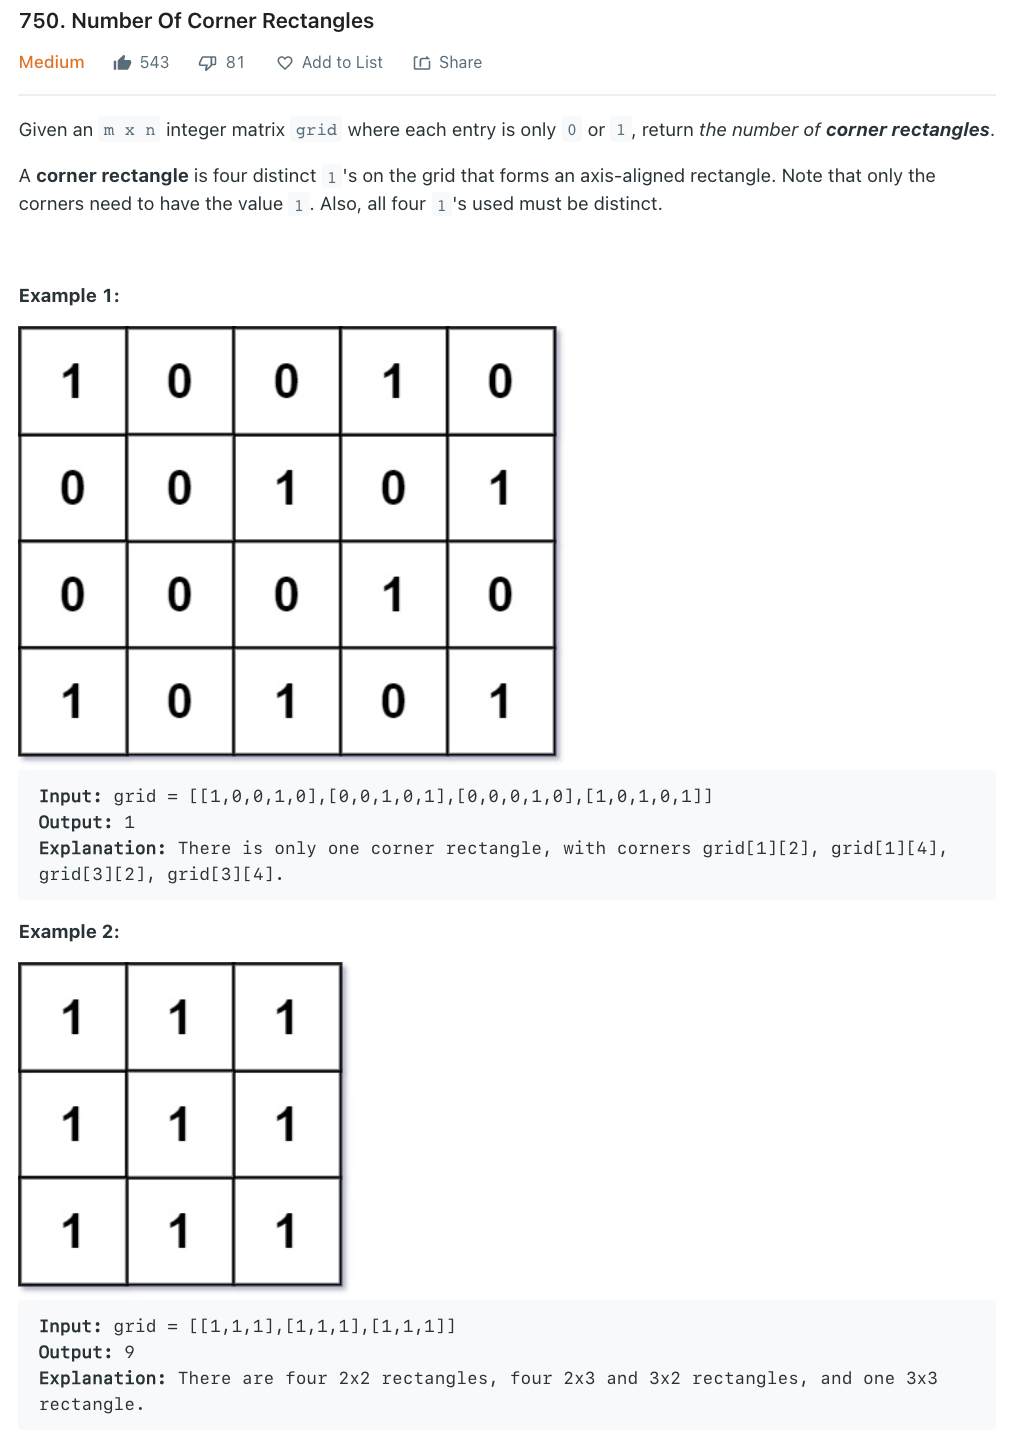 750. Number Of Corner Rectangles
Medium 543 81 Add to List Share
Given an m x n integer matrix grid where each entry is only 0 or 1, return the number of corner rectangles.
A corner rectangle is four distinct 1's on the grid that forms an axis-aligned rectangle. Note that only the
corners need to have the value 1. Also, all four 1's used must be distinct.
Example 1:
1 0 0 1 0
0 0 1 0 1
0 0 0 1 0
1 0 1 0 1
Input: grid = [[1,0,0,1,0],[0,0,1,0,1],[0,0,0,1,0],[1,0,1,0,1]]
Output: 1
Explanation: There is only one corner rectangle, with corners grid[1][2], grid[1][4],
grid[3][2], grid[3][4].
Example 2:
1 1 1
1 1 1
1 1 1
Input: grid = [[1,1,1],[1,1,1],[1,1,1]]
Output: 9
Explanation: There are four 2x2 rectangles, four 2x3 and 3x2 rectangles, and one 3x3
rectangle.